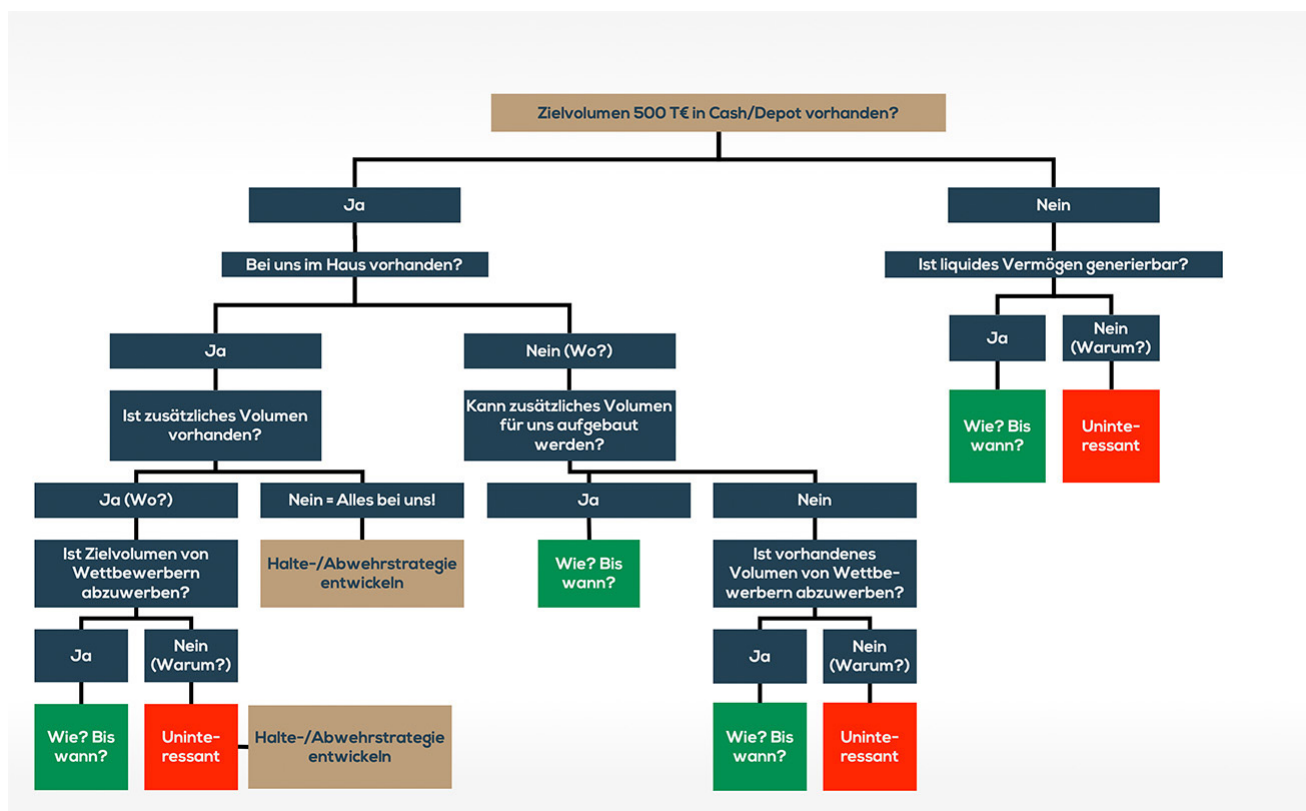 Zielvolumen 500 T€ in Cash/Depot vorhanden?
Ja
Nein
Bei uns im Haus vorhanden?
Ist liquides Vermögen generierbar?
Ja
Nein (Wo?)
Ja
Nein
(Warum?)
Ist zusätzliches Volumen
vorhanden?
Kann zusätzliches Volumen
für uns aufgebaut
werden?
Wie? Bis
wann?
Uninte-
ressant
Ja (Wo?)
Nein = Alles bei uns!
Ja
Nein
Ist Zielvolumen von
Wettbewerbern
abzuwerben?
Halte-/Abwehrstrategie
entwickeln
Wie? Bis
wann?
Ist vorhandenes
Volumen von Wettbe-
werbern abzuwerben?
Ja
Nein
(Warum?)
Ja
Nein
(Warum?)
Wie? Bis
wann?
Uninte-
ressant
Halte-/Abwehrstrategie
entwickeln
Wie? Bis
wann?
Uninte-
ressant